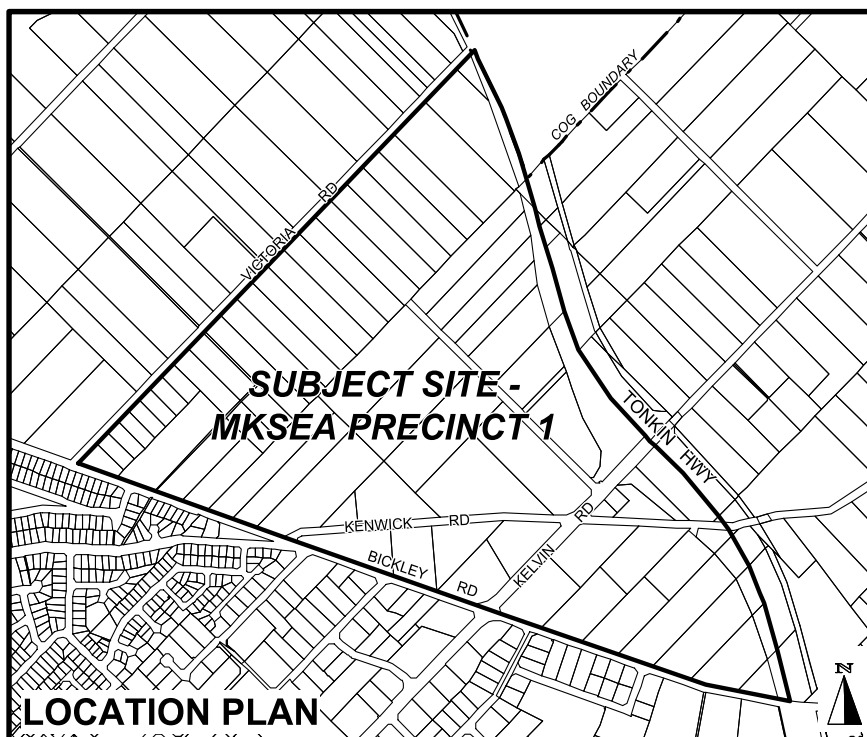 COG BOUNDARY
VICTORIA RD
SUBJECT SITE -
MKSEA PRECINCT 1
TONKIN HWY
KENWICK RD
KELVIN RD
BICKLEY RD
LOCATION PLAN
N